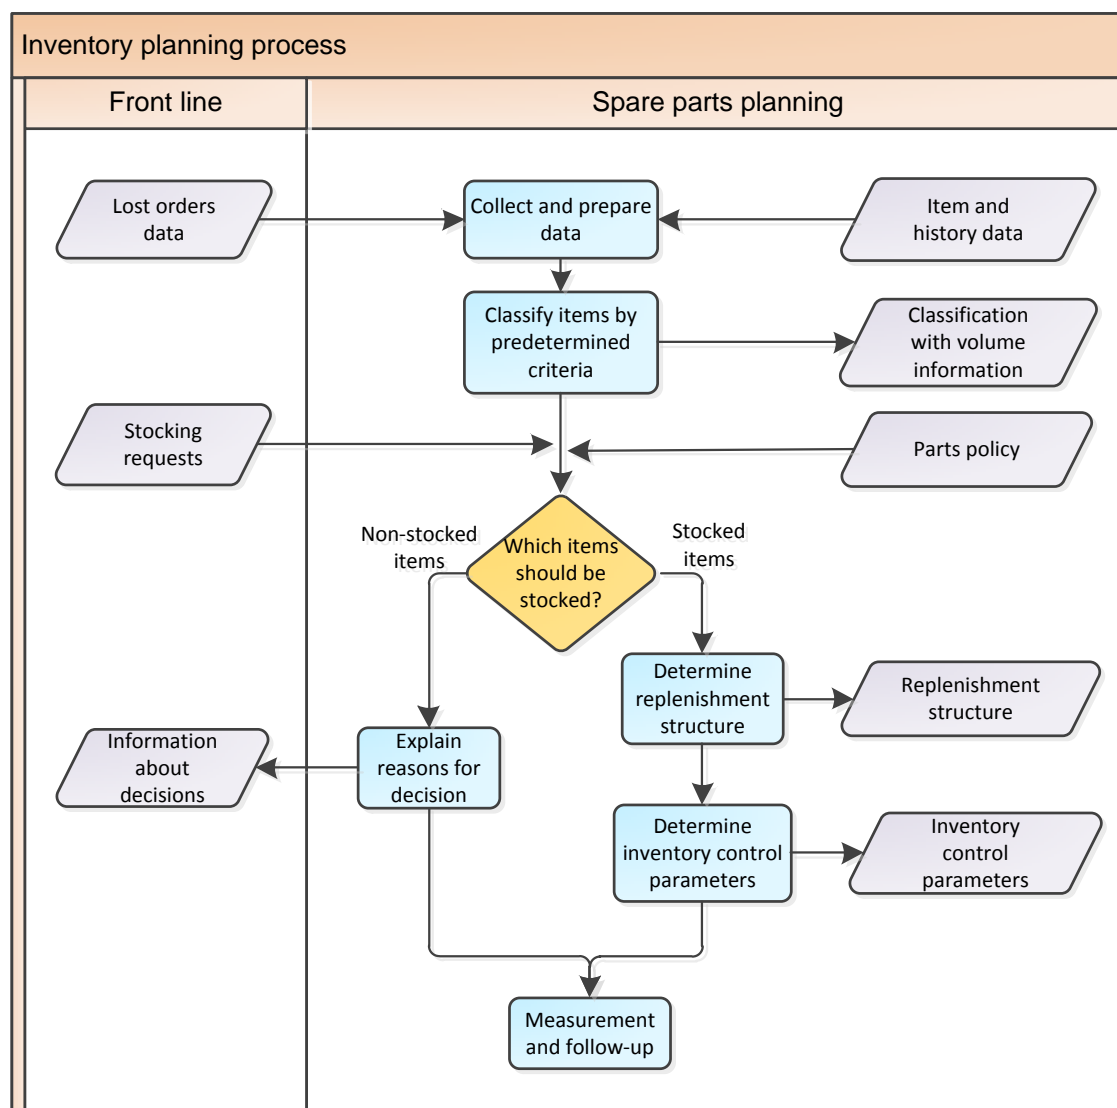 Inventory planning process
Front line
Spare parts planning
Lost orders
data
Collect and prepare
data
Item and
history data
Classify items by
predetermined
criteria
Classification
with volume
information
Stocking
requests
Parts policy
Non-stocked
items
Which items
should be
stocked?
Stocked
items
Determine
replenishment
structure
Replenishment
structure
Information
about
decisions
Explain
reasons for
decision
Determine
inventory control
parameters
Inventory
control
parameters
Measurement
and follow-up